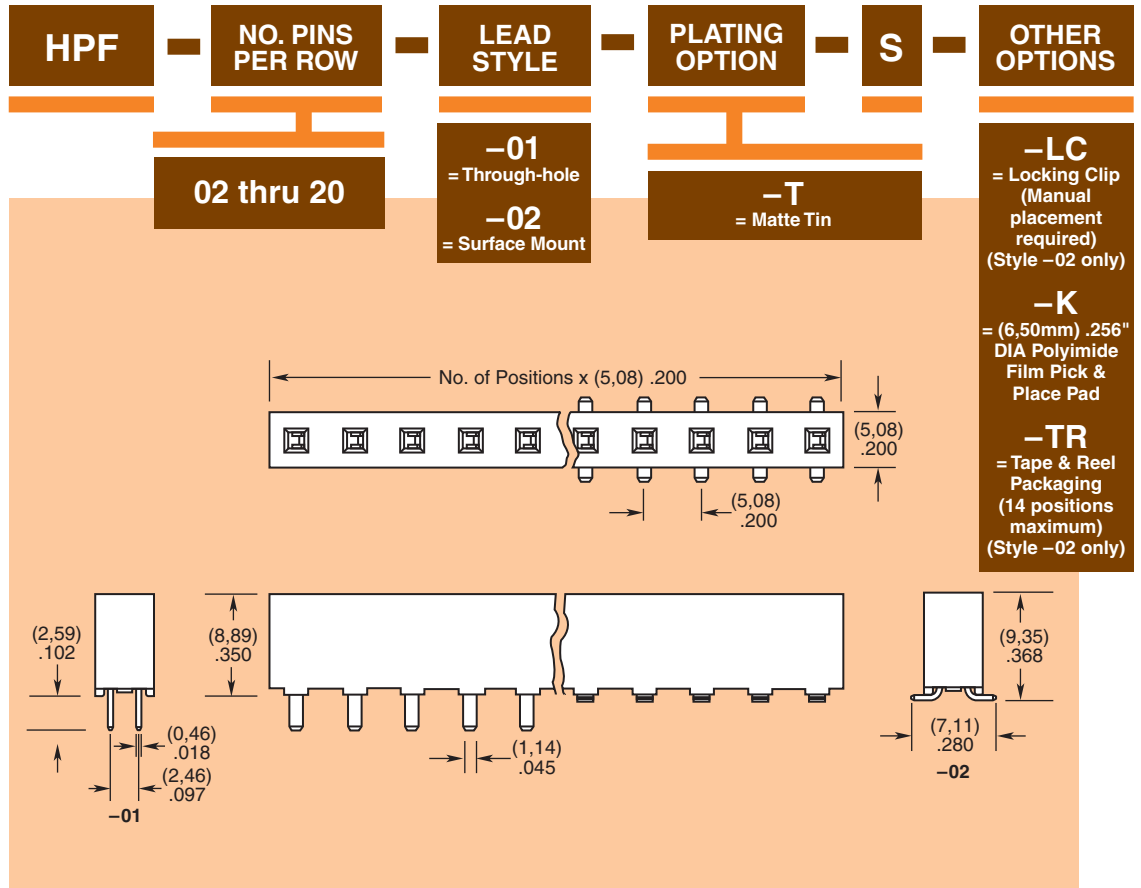 HPF
NO. PINS
PER ROW
LEAD
STYLE
PLATING
OPTION
S
OTHER
OPTIONS
02 thru 20
–01
= Through-hole
–02
= Surface Mount
–T
= Matte Tin
–LC
= Locking Clip
(Manual
placement
required)
(Style –02 only)
–K
= (6,50mm) .256"
DIA Polyimide
Film Pick &
Place Pad
–TR
= Tape & Reel
Packaging
(14 positions
maximum)
(Style –02 only)
No. of Positions x (5,08) .200
(5,08)
.200
(5,08)
.200
(2,59)
.102
(0,46)
.018
(2,46)
.097
–01
(8,89)
.350
(1,14)
.045
(9,35)
.368
(7,11)
.280
–02